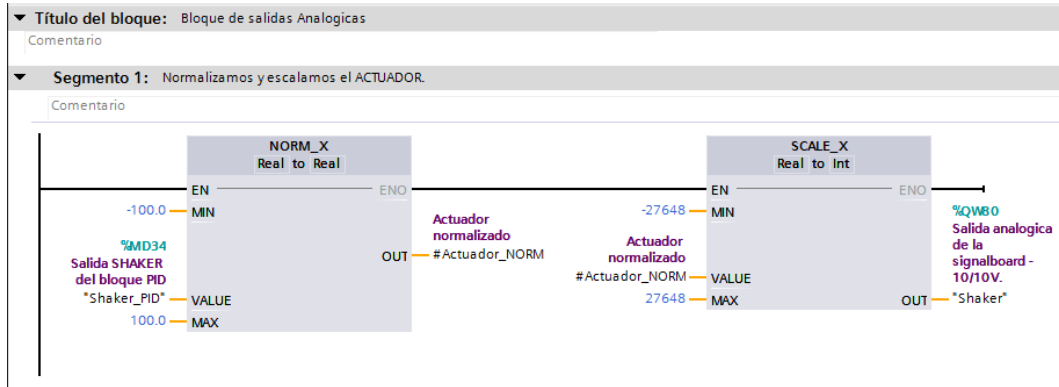 Título del bloque: Bloque de salidas Analogicas
Comentario
Segmento 1: Normalizamos y escalamos el ACTUADOR.
Comentario
NORM_X
Real to Real
EN
ENO
-100.0
MIN
%MD34
Salida SHAKER
del bloque PID
"Shaker_PID"
VALUE
100.0
MAX
Actuador
normalizado
OUT
#Actuador_NORM
SCALE_X
Real to Int
EN
ENO
-27648
MIN
Actuador
normalizado
#Actuador_NORM
VALUE
27648
MAX
%QW80
Salida analogica
de la
signalboard -
10/10V.
OUT
"Shaker"